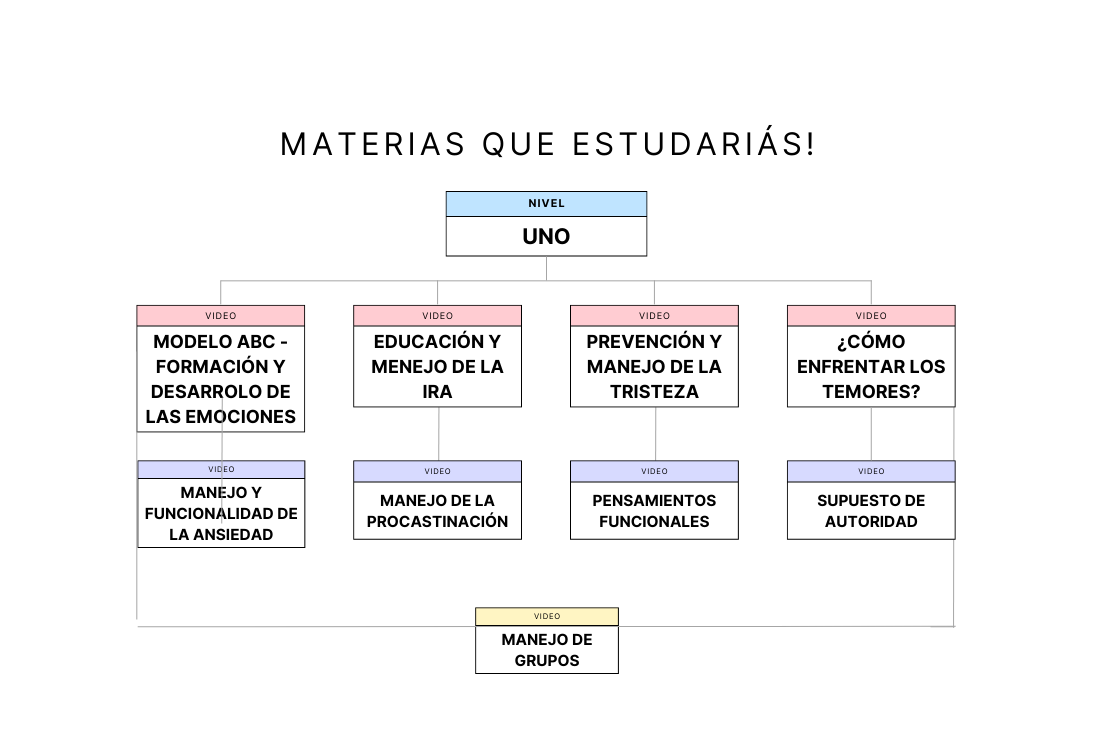 MATERIAS QUE ESTUDARIÁS!
NIVEL
UNO
VIDEO
MODELO ABC -
FORMACIÓN Y
DESARROLO DE
LAS EMOCIONES
VIDEO
EDUCACIÓN Y
MENEJO DE LA
IRA
VIDEO
PREVENCIÓN Y
MANEJO DE LA
TRISTEZA
VIDEO
¿CÓMO
ENFRENTAR LOS
TEMORES?
VIDEO
MANEJO Y
FUNCIONALIDAD DE
LA ANSIEDAD
VIDEO
MANEJO DE LA
PROCASTINACIÓN
VIDEO
PENSAMIENTOS
FUNCIONALES
VIDEO
SUPUESTO DE
AUTORIDAD
VIDEO
MANEJO DE
GRUPOS